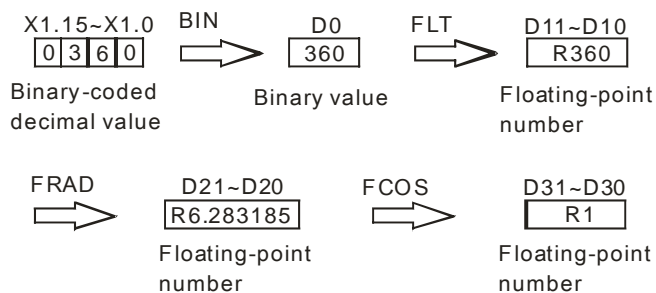 X1.15~X1.0 BIN D0 FLT D11~D10
0 3 6 0 360 R360
Binary-coded decimal value Binary value Floating-point number
FRAD D21~D20 FCOS D31~D30
R6.283185 R1
Floating-point number Floating-point number